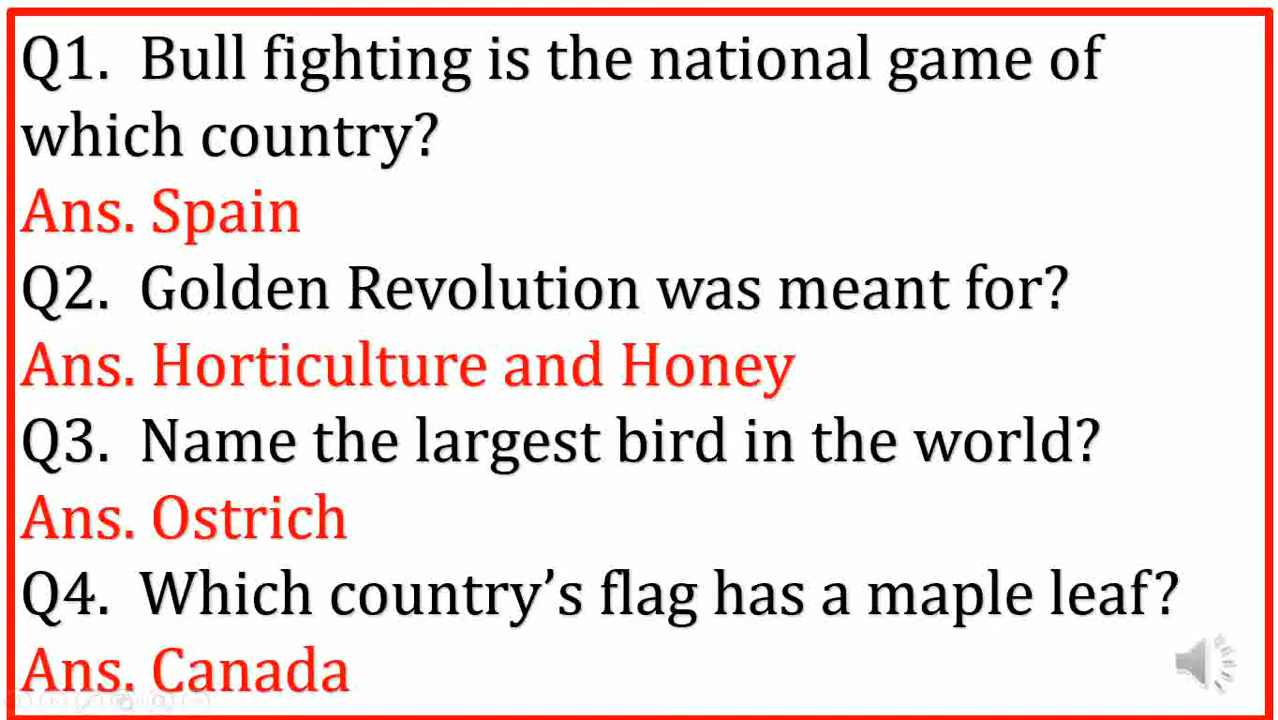 Q1.  Bull fighting is the national game of
which country?
Ans. Spain
Q2.  Golden Revolution was meant for?
Ans. Horticulture and Honey
Q3.  Name the largest bird in the world?
Ans. Ostrich
Q4.  Which country’s flag has a maple leaf?
Ans. Canada